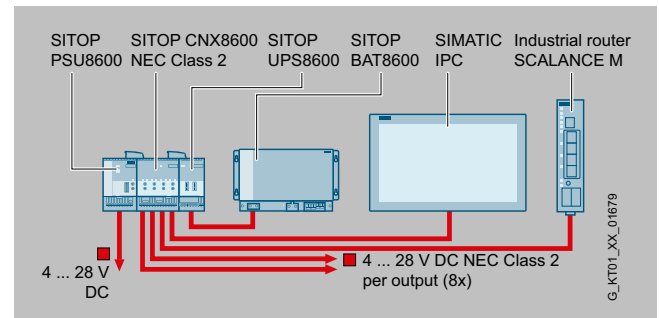 SITOP
PSU8600
SITOP CNX8600
NEC Class 2
SITOP
UPS8600
SITOP
BAT8600
SIMATIC
IPC
Industrial router
SCALANCE M
4 ... 28 V
DC
4 ... 28 V DC NEC Class 2
per output (8x)
G_KT01_XX_01679